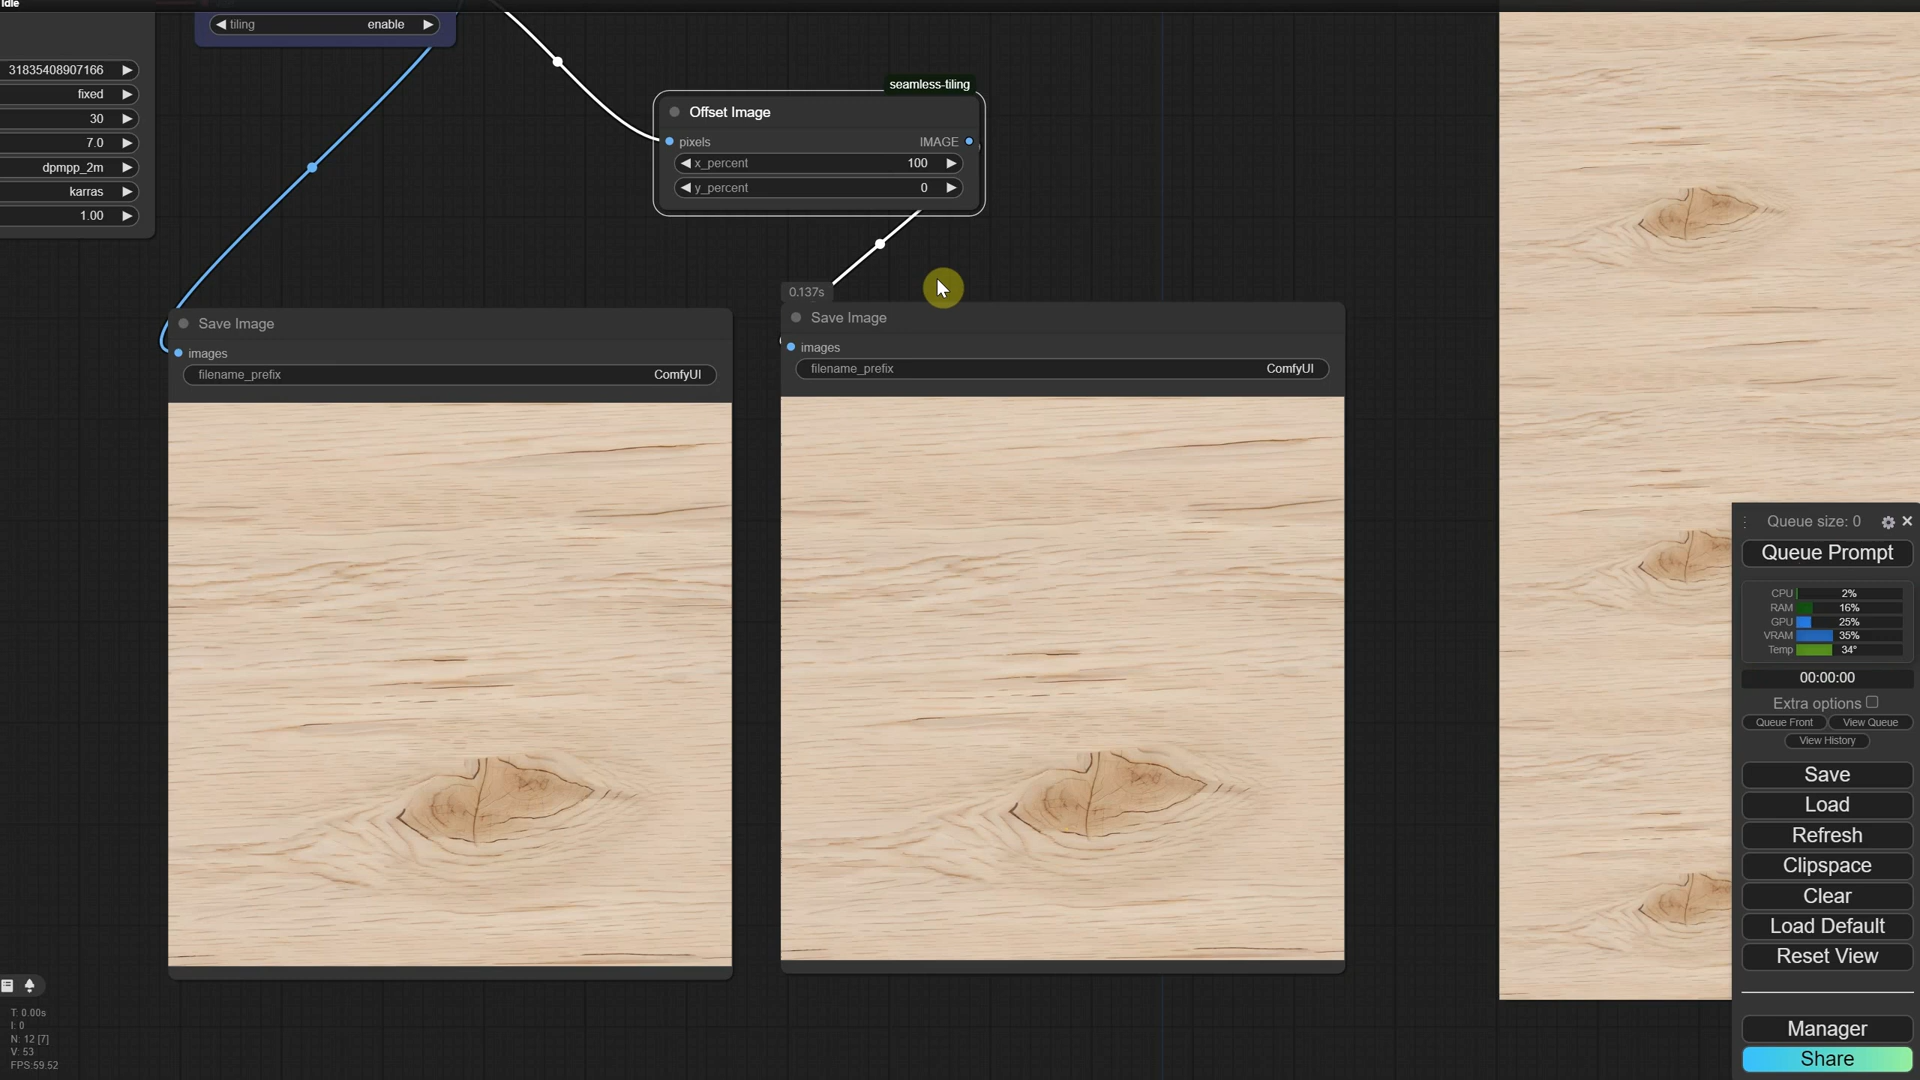 Idle
tiling enable
31835408907166
fixed
30
7.0
dpmpp_2m
karras
1.00
seamless-tiling
Offset Image
pixels IMAGE
x_percent 100
y_percent 0
0.137s
Save Image
images
filename_prefix ComfyUI
Save Image
images
filename_prefix ComfyUI
Queue size: 0
Queue Prompt
CPU 2%
RAM 16%
GPU 25%
VRAM 35%
Temp 34°
00:00:00
Extra options
Queue Front View Queue
View History
Save
Load
Refresh
Clipspace
Clear
Load Default
Reset View
Manager
Share
T: 0.00s
I: 0
N: 12 [7]
V: 53
FPS:59.52